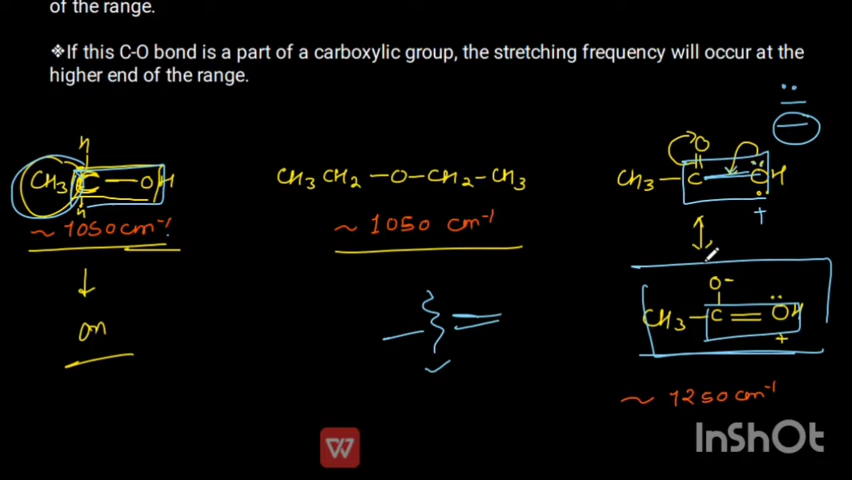 of the range.
❖If this C-O bond is a part of a carboxylic group, the stretching frequency will occur at the
higher end of the range.
H
CH3 C — OH
H
~ 1050 cm⁻¹
CH3 CH2 — O — CH2 — CH3
~ 1050 cm⁻¹
O
CH3 — C — OH
+
O−
CH3 — C = OH
+
~ 1250 cm⁻¹
InShOt